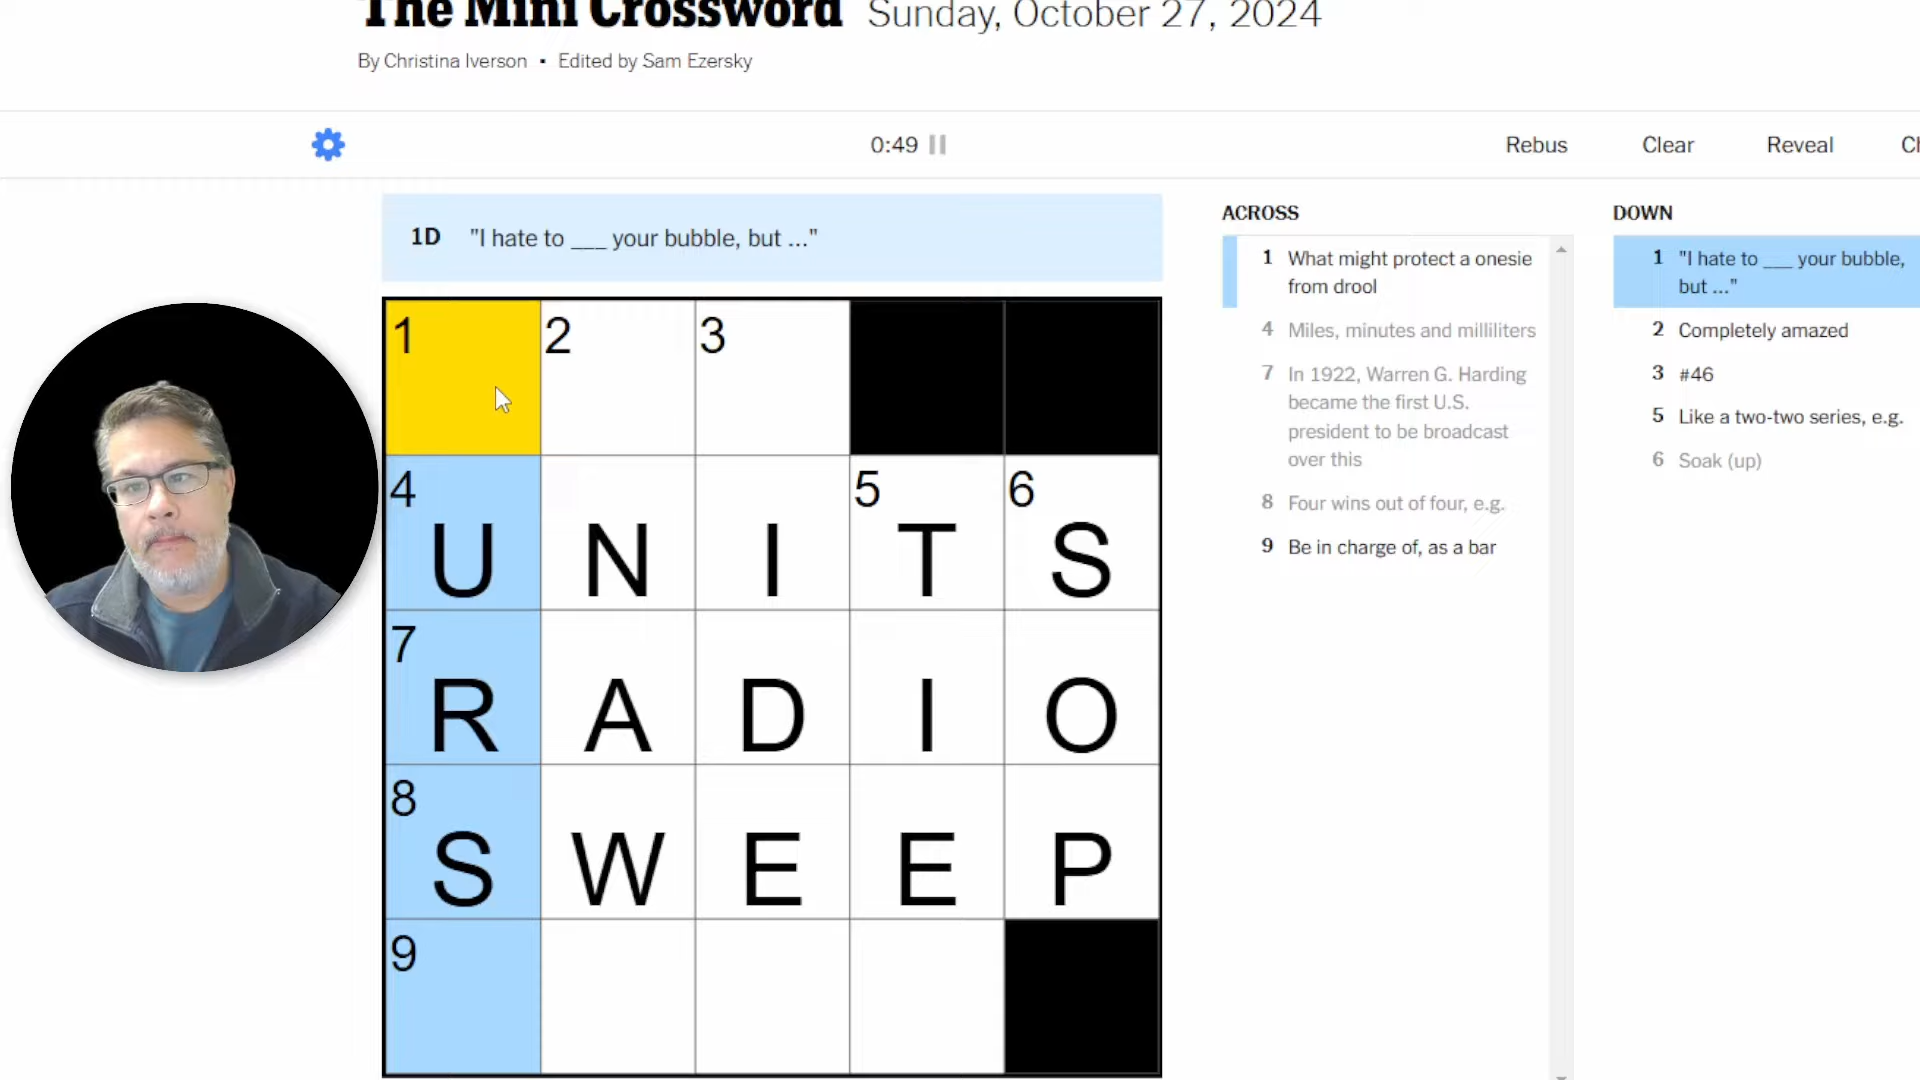 The Mini Crossword Sunday, October 27, 2024
By Christina Iverson • Edited by Sam Ezersky
0:49
Rebus
Clear
Reveal
1D "I hate to ___ your bubble, but ..."
1 2 3
4 5 6
U N I T S
7
R A D I O
8
S W E E P
9
ACROSS
1 What might protect a onesie
from drool
4 Miles, minutes and milliliters
7 In 1922, Warren G. Harding
became the first U.S.
president to be broadcast
over this
8 Four wins out of four, e.g.
9 Be in charge of, as a bar
DOWN
1 "I hate to ___ your bubble,
but ..."
2 Completely amazed
3 #46
5 Like a two-two series, e.g.
6 Soak (up)